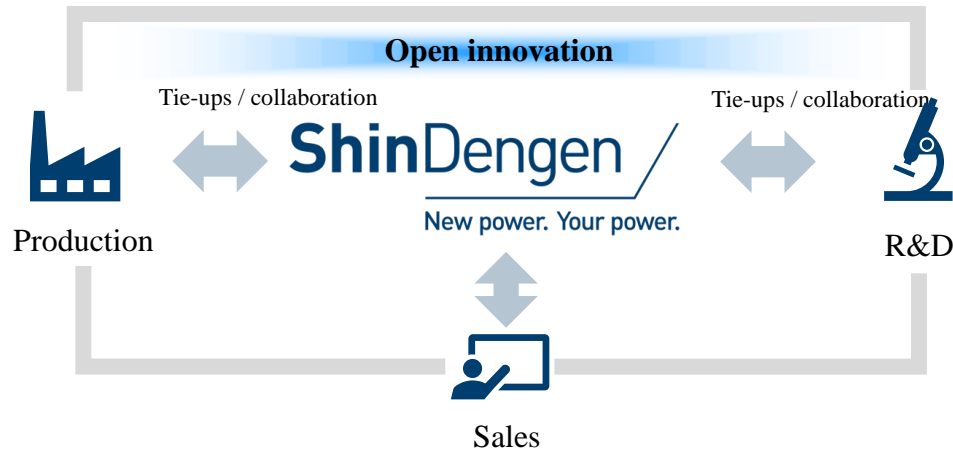 Open innovation
Tie-ups / collaboration
Tie-ups / collaboration
ShinDengen
New power. Your power.
Production
R&D
Sales